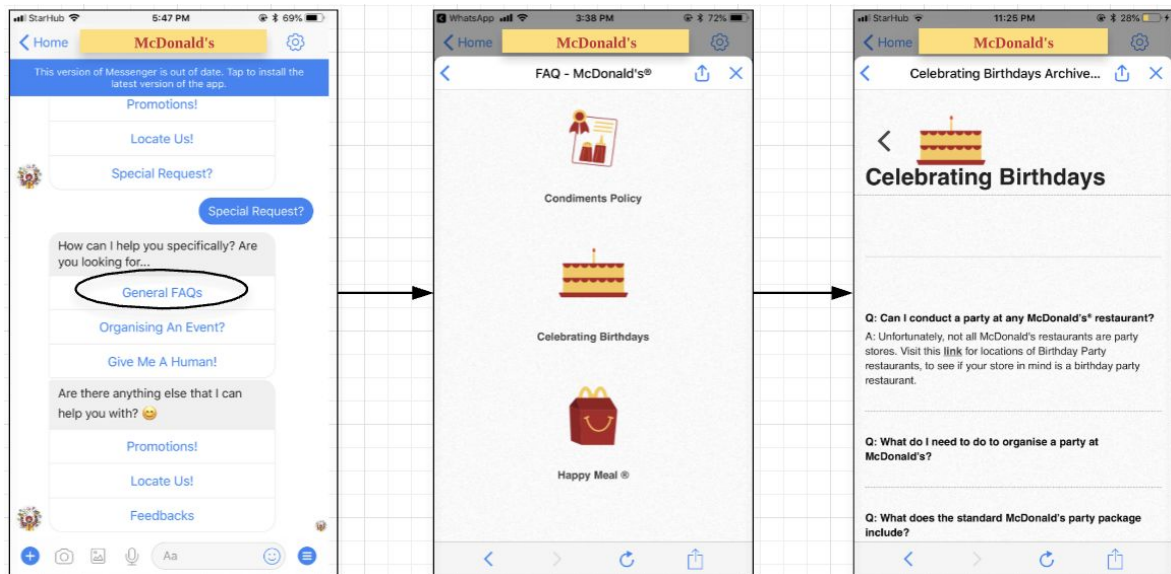 StarHub 5:47 PM 69%
Home McDonald's
This version of Messenger is out of date. Tap to install the
latest version of the app.
Promotions!
Locate Us!
Special Request?
Special Request?
How can I help you specifically? Are
you looking for...
General FAQs
Organising An Event?
Give Me A Human!
Are there anything else that I can
help you with? 😊
Promotions!
Locate Us!
Feedbacks
Aa
WhatsApp 3:38 PM 72%
Home McDonald's
FAQ - McDonald's®
Condiments Policy
Celebrating Birthdays
Happy Meal ®
StarHub 11:25 PM 28%
Home McDonald's
Celebrating Birthdays Archive...
Celebrating Birthdays
Q: Can I conduct a party at any McDonald's® restaurant?
A: Unfortunately, not all McDonald's restaurants are party
stores. Visit this link for locations of Birthday Party
restaurants, to see if your store in mind is a birthday party
restaurant.
Q: What do I need to do to organise a party at
McDonald's?
Q: What does the standard McDonald's party package
include?